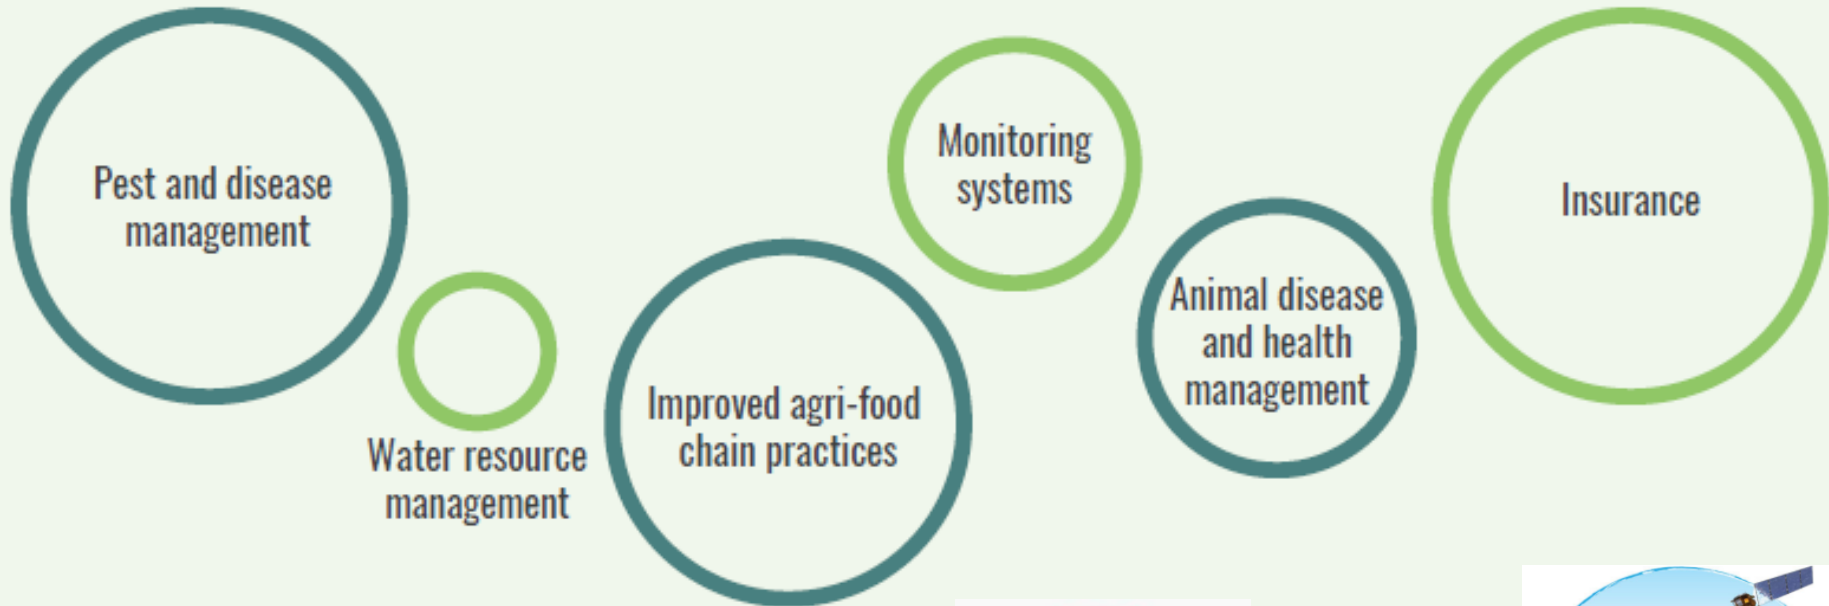 Pest and disease
management
Water resource
management
Improved agri-food
chain practices
Monitoring
systems
Animal disease
and health
management
Insurance